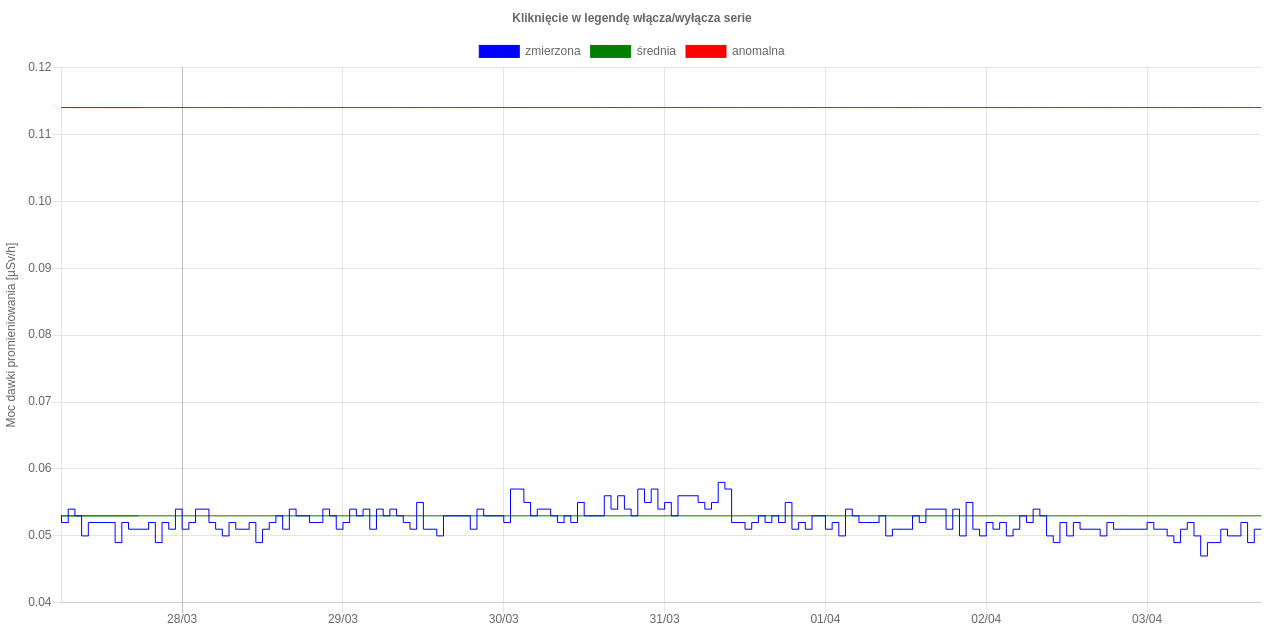 Kliknięcie w legendę włącza/wyłącza serie
zmierzona średnia anomalna
Moc dawki promieniowania [µSv/h]
0.12
0.11
0.10
0.09
0.08
0.07
0.06
0.05
0.04
28/03 29/03 30/03 31/03 01/04 02/04 03/04